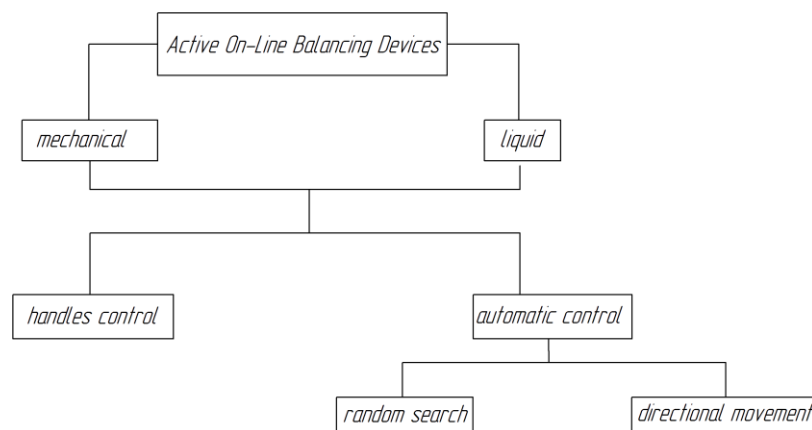 Active On-Line Balancing Devices
mechanical
liquid
handles control
automatic control
random search
directional movement